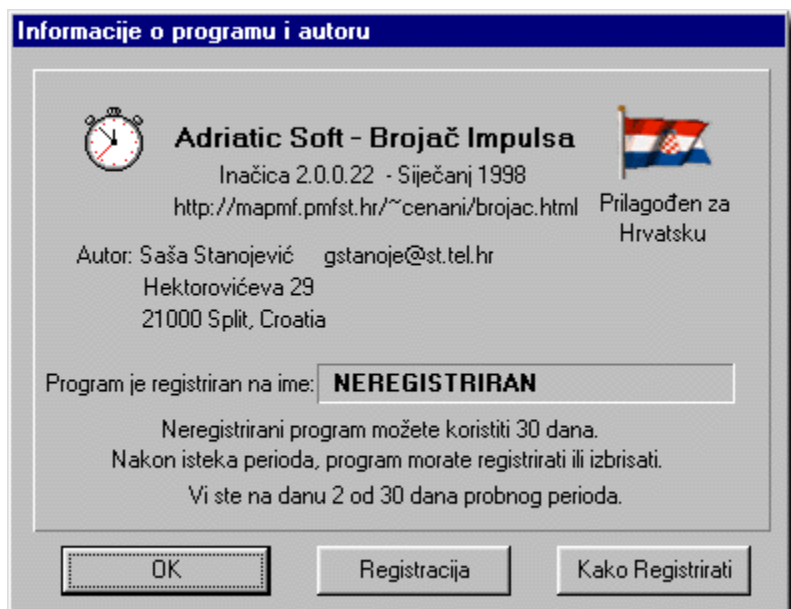 Informacije o programu i autoru
Adriatic Soft - Brojač Impulsa
Inačica 2.0.0.22 - Siječanj 1998
http://mapmf.pmfst.hr/~cenani/brojac.html
Prilagođen za
Hrvatsku
Autor: Saša Stanojević gstanoje@st.tel.hr
Hektorovićeva 29
21000 Split, Croatia
Program je registriran na ime: NEREGISTRIRAN
Neregistrirani program možete koristiti 30 dana.
Nakon isteka perioda, program morate registrirati ili izbrisati.
Vi ste na danu 2 od 30 dana probnog perioda.
OK Registracija Kako Registrirati